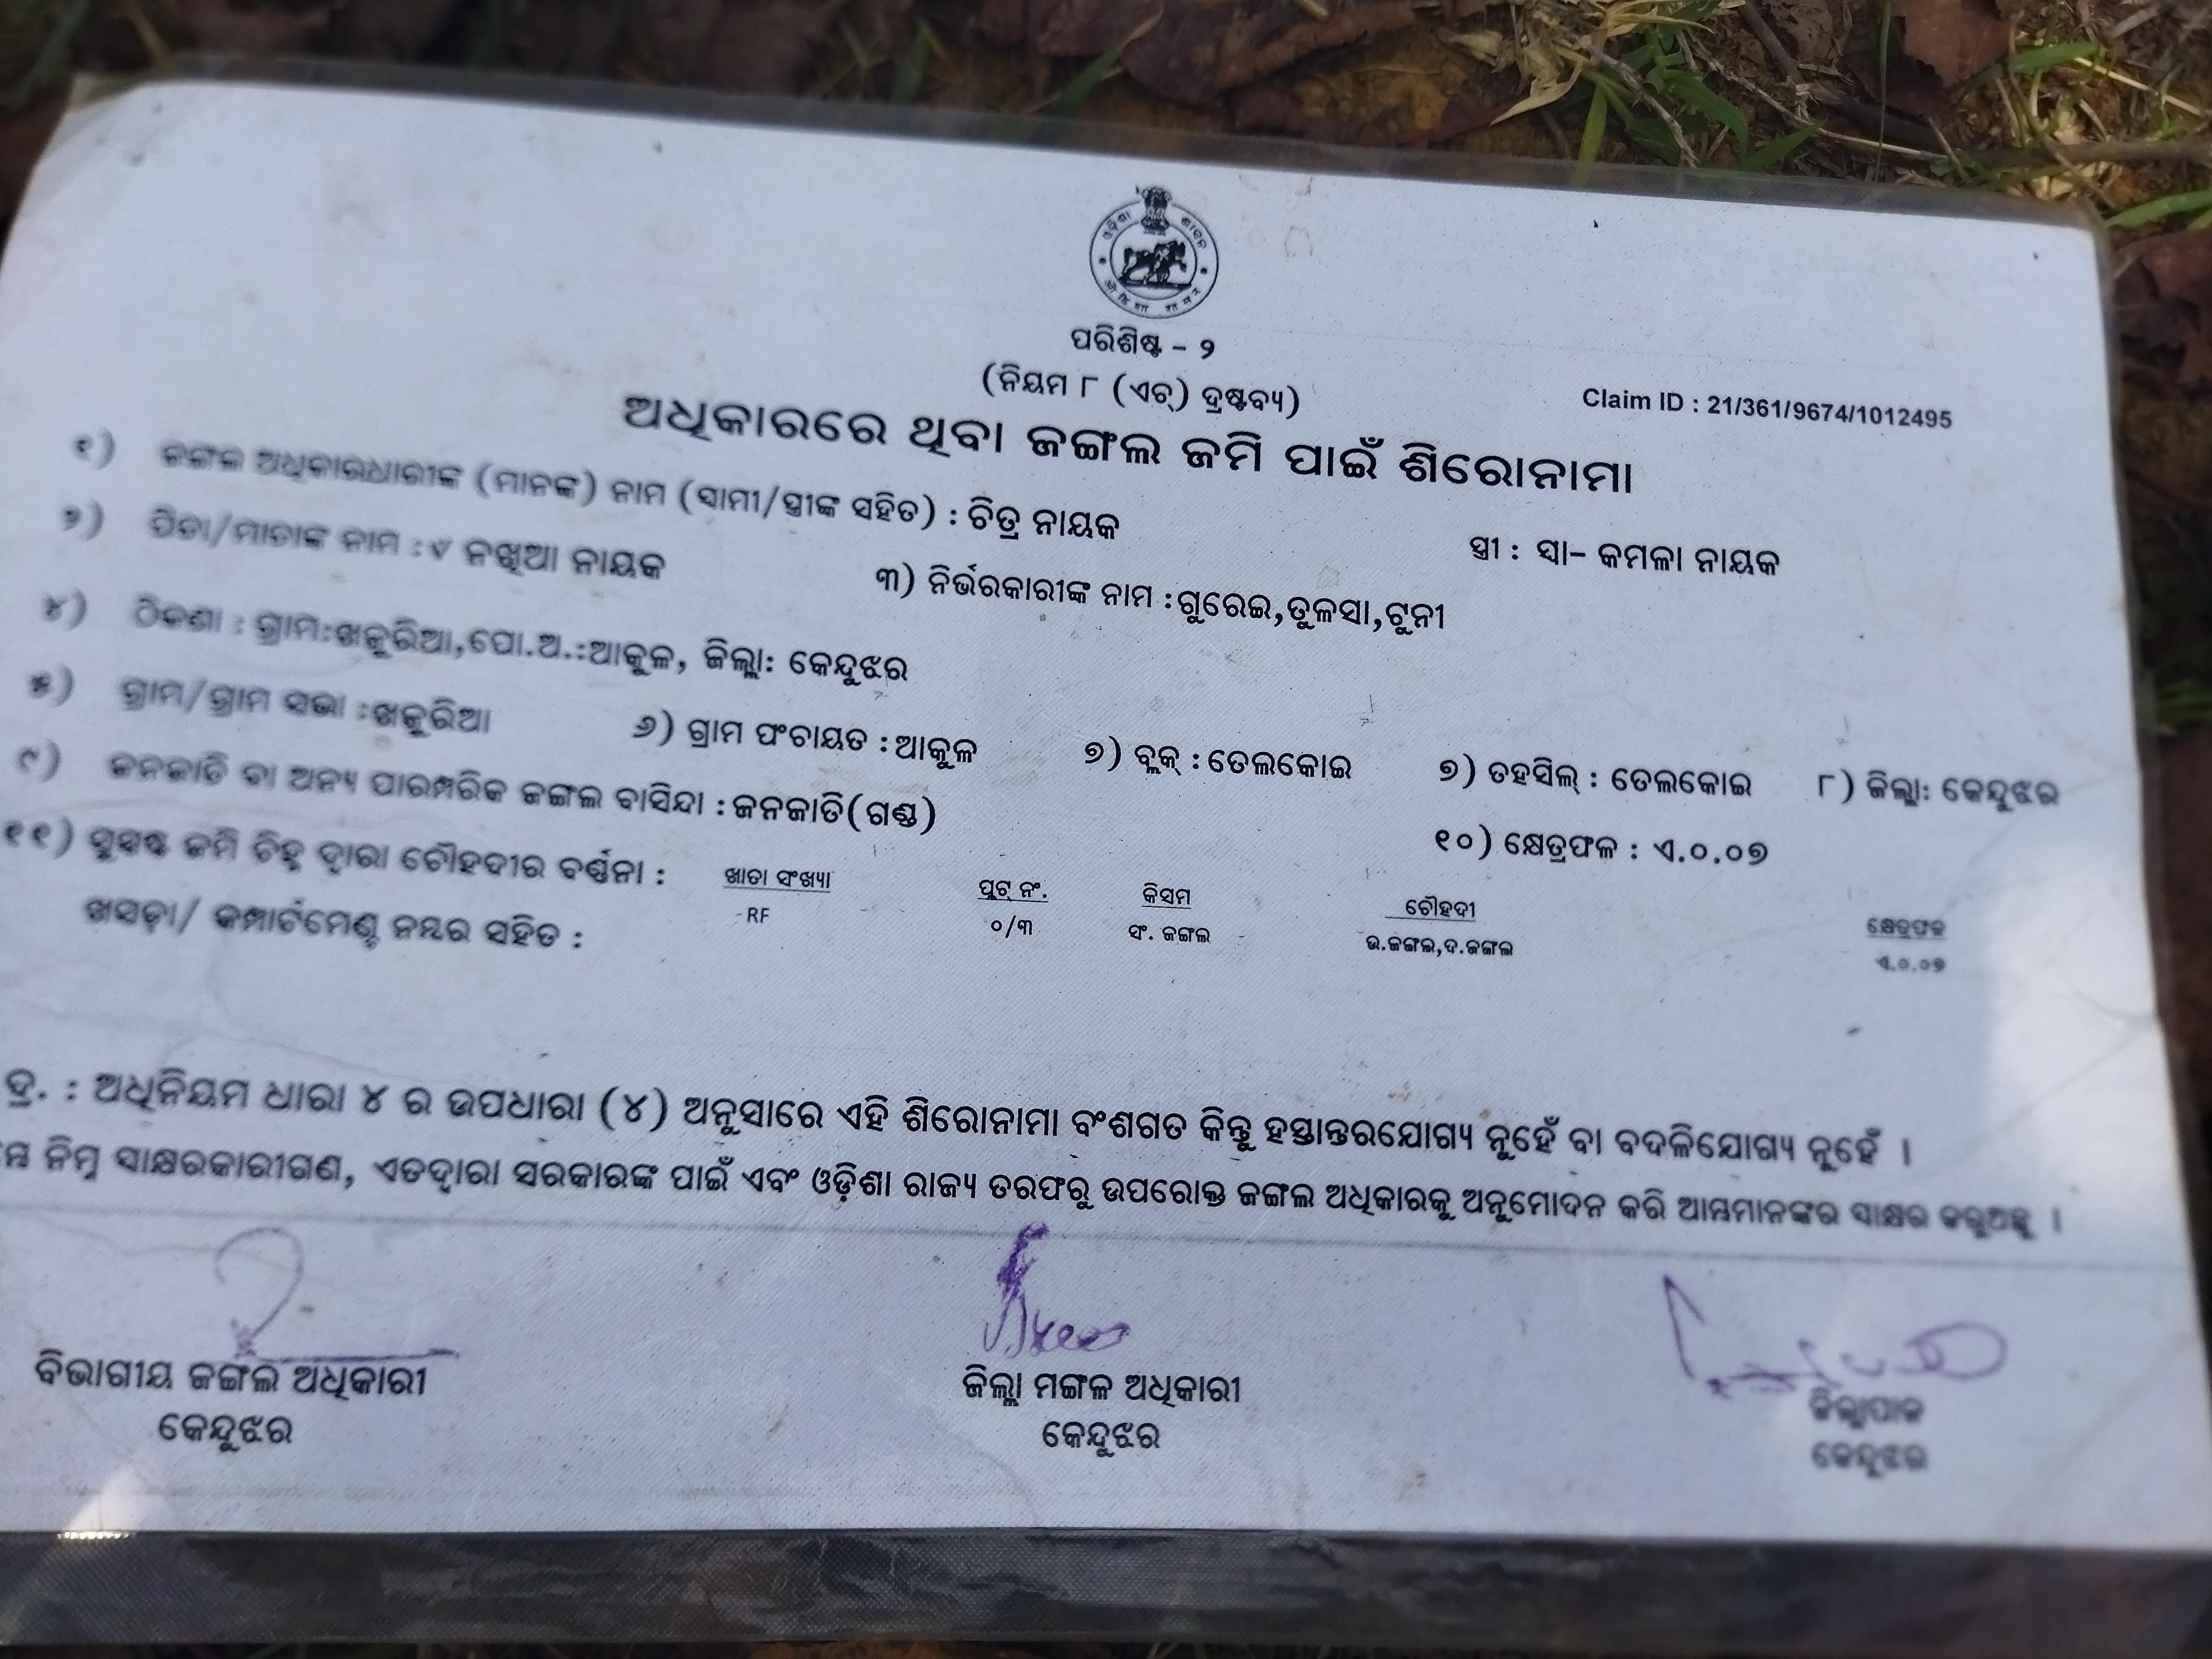 ଓଡ଼ିଶା ଶାସନ
ओडिशा शासन
ପରିଶିଷ୍ଟ - ୨
(ନିୟମ ୮ (ଏଚ୍) ଦ୍ରଷ୍ଟବ୍ୟ)
Claim ID : 21/361/9674/1012495
ଅଧିକାରରେ ଥିବା ଜଙ୍ଗଲ ଜମି ପାଇଁ ଶିରୋନାମା
୧) ଜଙ୍ଗଲ ଅଧିକାରଧାରୀଙ୍କ (ମାନଙ୍କ) ନାମ (ସ୍ୱାମୀ/ସ୍ତ୍ରୀଙ୍କ ସହିତ) : ଚିତ୍ର ନାୟକ ସ୍ତ୍ରୀ : ସ୍ୱା- କମଳା ନାୟକ
୨) ପିତା/ମାତାଙ୍କ ନାମ : ନଖିଆ ନାୟକ ୩) ନିର୍ଭରକାରୀଙ୍କ ନାମ :ଗୁରେଇ,ତୁଳସା,ଟୁନୀ
୪) ଠିକଣା : ଗ୍ରାମ:ଖଜୁରିଆ,ପୋ.ଅ.:ଆକୁଳ, ଜିଲ୍ଲା: କେନ୍ଦୁଝର
୫) ଗ୍ରାମ/ଗ୍ରାମ ସଭା :ଖଜୁରିଆ ୬) ଗ୍ରାମ ପଂଚାୟତ : ଆକୁଳ ୭) ବ୍ଲକ୍ : ତେଲକୋଇ ୭) ତହସିଲ୍ : ତେଲକୋଇ ୮) ଜିଲ୍ଲା: କେନ୍ଦୁଝର
୯) ଜନଜାତି ବା ଅନ୍ୟ ପାରମ୍ପରିକ ଜଙ୍ଗଲ ବାସିନ୍ଦା : ଜନଜାତି(ଗଣ୍ଡ) ୧୦) କ୍ଷେତ୍ରଫଳ : ଏ.୦.୦୭
୧୧) ସୁସ୍ପଷ୍ଟ ଜମି ଚିହ୍ନ ଦ୍ୱାରା ଚୌହଦୀର ବର୍ଣ୍ଣନା : ଖାତା ସଂଖ୍ୟା ପ୍ଲଟ୍ ନଂ. କିସମ ଚୌହଦୀ କ୍ଷେତ୍ରଫଳ
ଖସଡ଼ା/ କମ୍ପାର୍ଟମେଣ୍ଟ ନମ୍ବର ସହିତ : RF ୦/୩ ସଂ. ଜଙ୍ଗଲ ଉ.ଜଙ୍ଗଲ,ଦ.ଜଙ୍ଗଲ ଏ.୦.୦୭
ଦ୍ର. : ଅଧିନିୟମ ଧାରା ୪ ର ଉପଧାରା (୪) ଅନୁସାରେ ଏହି ଶିରୋନାମା ବଂଶଗତ କିନ୍ତୁ ହସ୍ତାନ୍ତରଯୋଗ୍ୟ ନୁହେଁ ବା ବଦଳିଯୋଗ୍ୟ ନୁହେଁ ।
ନିମ୍ନ ସାକ୍ଷରକାରୀଗଣ, ଏତଦ୍ୱାରା ସରକାରଙ୍କ ପାଇଁ ଏବଂ ଓଡ଼ିଶା ରାଜ୍ୟ ତରଫରୁ ଉପରୋକ୍ତ ଜଙ୍ଗଲ ଅଧିକାରକୁ ଅନୁମୋଦନ କରି ଆମ୍ଭମାନଙ୍କର ସାକ୍ଷର କରୁଅଛୁ ।
ବିଭାଗୀୟ ଜଙ୍ଗଲ ଅଧିକାରୀ ଜିଲ୍ଲା ମଙ୍ଗଳ ଅଧିକାରୀ ଜିଲ୍ଲାପାଳ
କେନ୍ଦୁଝର କେନ୍ଦୁଝର କେନ୍ଦୁଝର